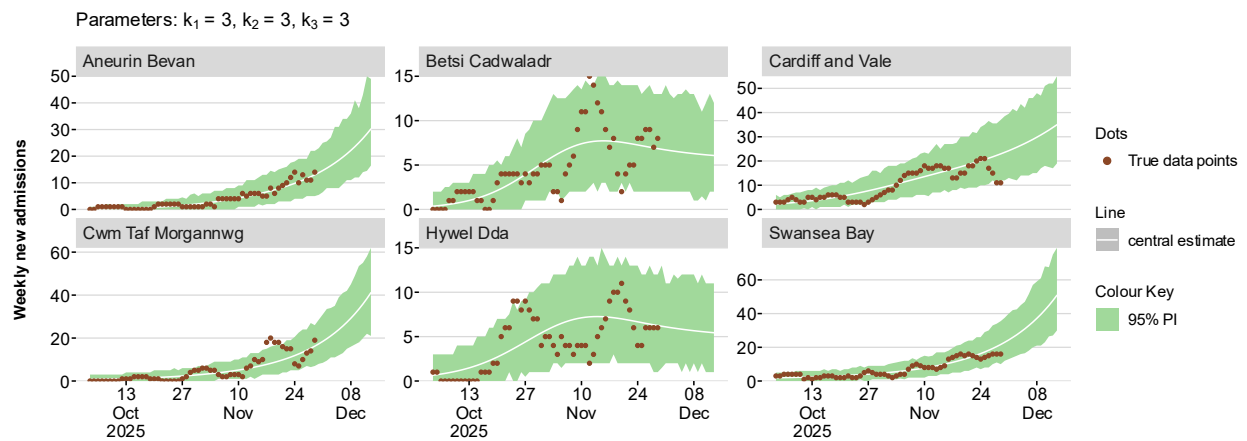 Parameters: k₁ = 3, k₂ = 3, k₃ = 3
Weekly new admissions
Aneurin Bevan
50
40
30
20
10
0
Betsi Cadwaladr
15
10
5
0
Cardiff and Vale
50
40
30
20
10
0
Cwm Taf Morgannwg
60
40
20
0
13 27 10 24 08
Oct Nov Dec
2025
Hywel Dda
15
10
5
0
13 27 10 24 08
Oct Nov Dec
2025
Swansea Bay
60
40
20
0
13 27 10 24 08
Oct Nov Dec
2025
Dots
True data points
Line
central estimate
Colour Key
95% PI